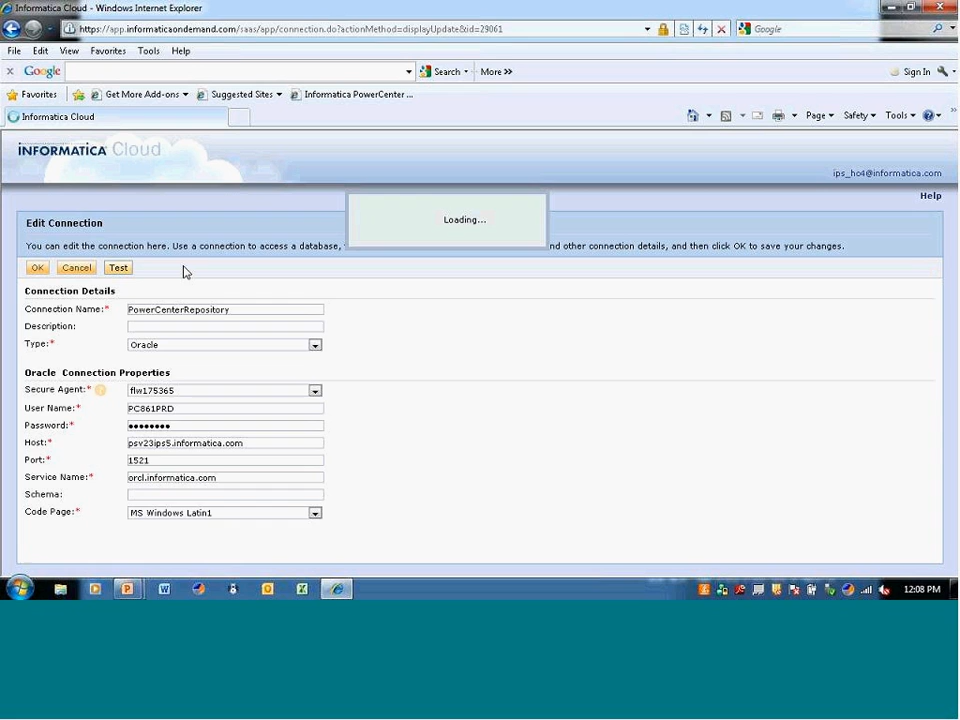 Informatica Cloud - Windows Internet Explorer
https://app.informaticaondemand.com/saas/app/connection.do?actionMethod=displayUpdate&id=29061
Google
File Edit View Favorites Tools Help
x Google Search More >> Sign In
Favorites Get More Add-ons Suggested Sites Informatica PowerCenter ...
Informatica Cloud Page Safety Tools
INFORMATICA Cloud
ips_ho4@informatica.com
Help
Loading...
Edit Connection
You can edit the connection here. Use a connection to access a database, nd other connection details, and then click OK to save your changes.
OK Cancel Test
Connection Details
Connection Name:* PowerCenterRepository
Description:
Type:* Oracle
Oracle Connection Properties
Secure Agent:* flw175365
User Name:* PC861PRD
Password:* ••••••••
Host:* psv23ips5.informatica.com
Port:* 1521
Service Name:* orcl.informatica.com
Schema:
Code Page:* MS Windows Latin1
12:08 PM